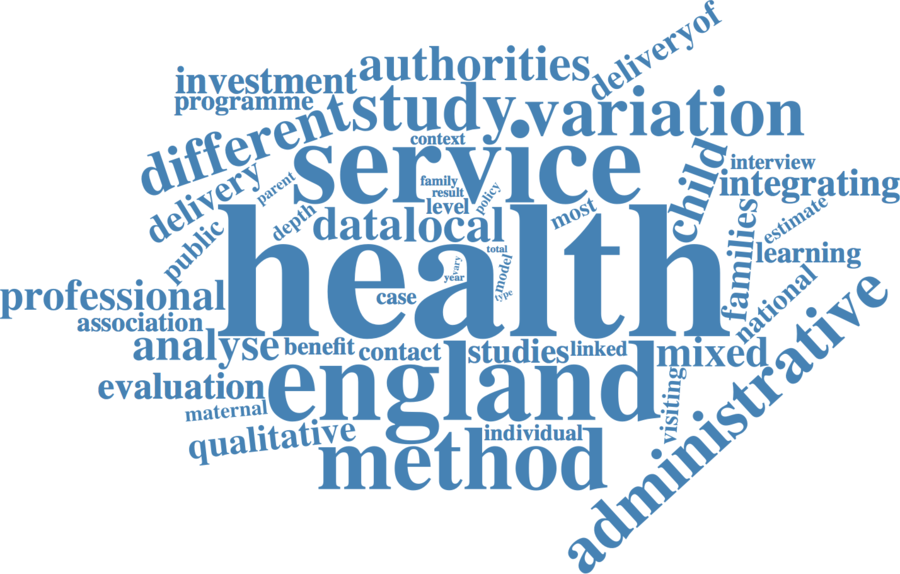 deliveryof
authorities
investment
programme
study
variation
different
context
service
child
interview
integrating
delivery
parent
family
result
policy
level
most
depth
data
local
public
families
estimate
learning
health
total
vary
year
model
type
case
national
professional
association
administrative
analyse
benefit
contact
studies
linked
mixed
england
evaluation
visiting
maternal
qualitative
individual
method